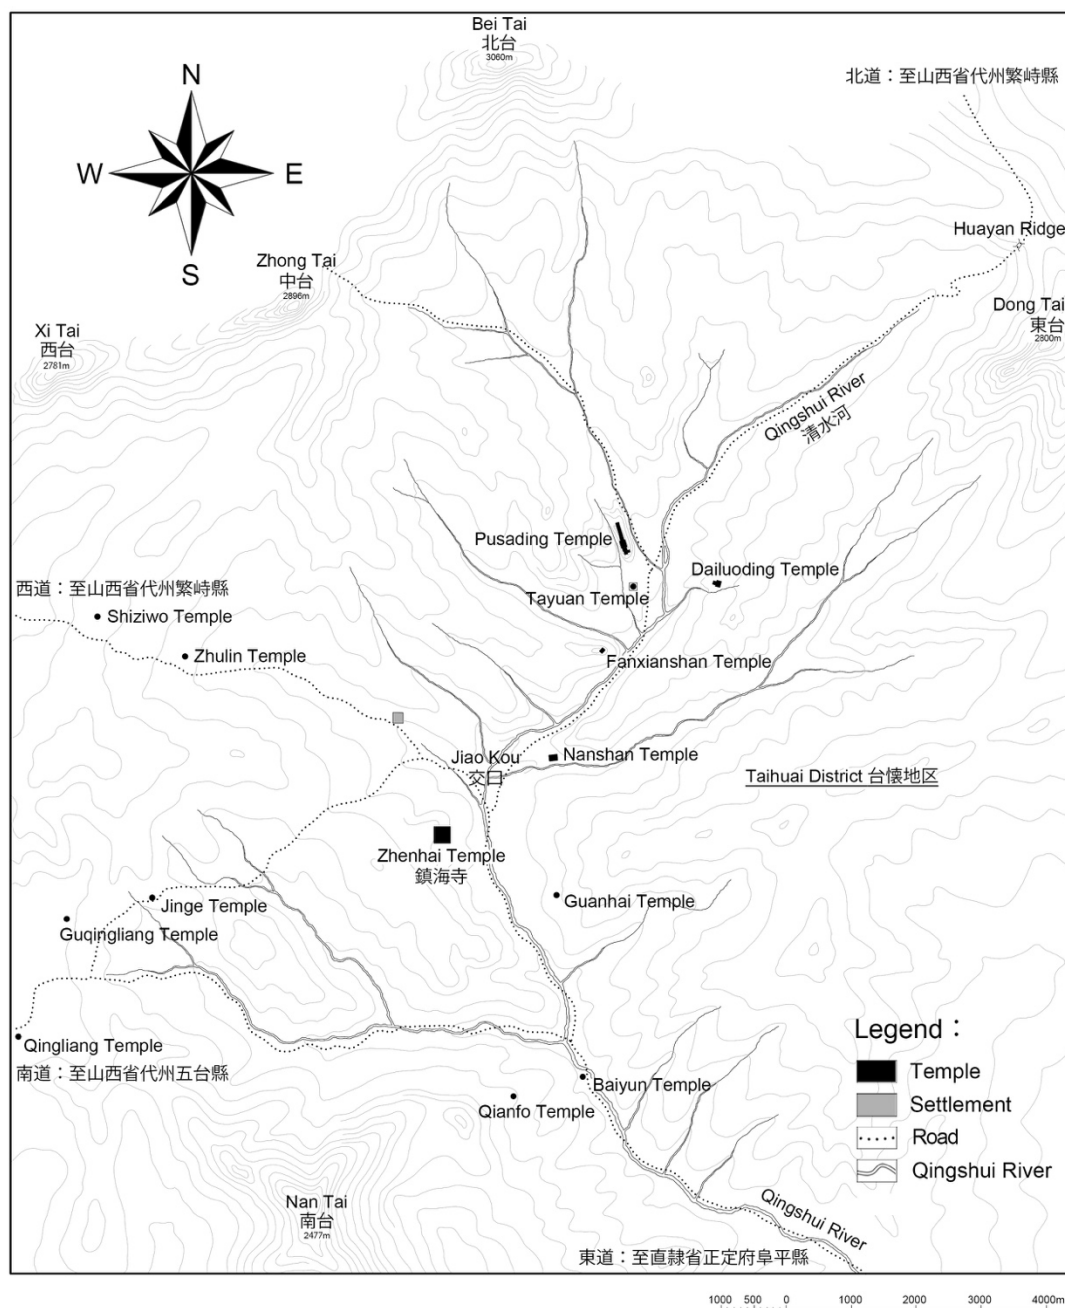 Bei Tai
北台
3060m
北道：至山西省代州繁峙縣
N
W
E
S
Huayan Ridge
Zhong Tai
中台
2896m
Dong Tai
東台
2800m
Xi Tai
西台
2781m
Qingshui River
清水河
Pusading Temple
Dailuoding Temple
Tayuan Temple
西道：至山西省代州繁峙縣
Shiziwo Temple
Zhulin Temple
Fanxianshan Temple
Jiao Kou
交口
Nanshan Temple
Taihuai District 台懷地区
Zhenhai Temple
鎮海寺
Jinge Temple
Guanhai Temple
Guqingliang Temple
Qingliang Temple
南道：至山西省代州五台縣
Baiyun Temple
Qianfo Temple
Legend：
Temple
Settlement
Road
Qingshui River
Nan Tai
南台
2477m
Qingshui River
東道：至直隷省正定府阜平縣
1000 500 0 1000 2000 3000 4000m